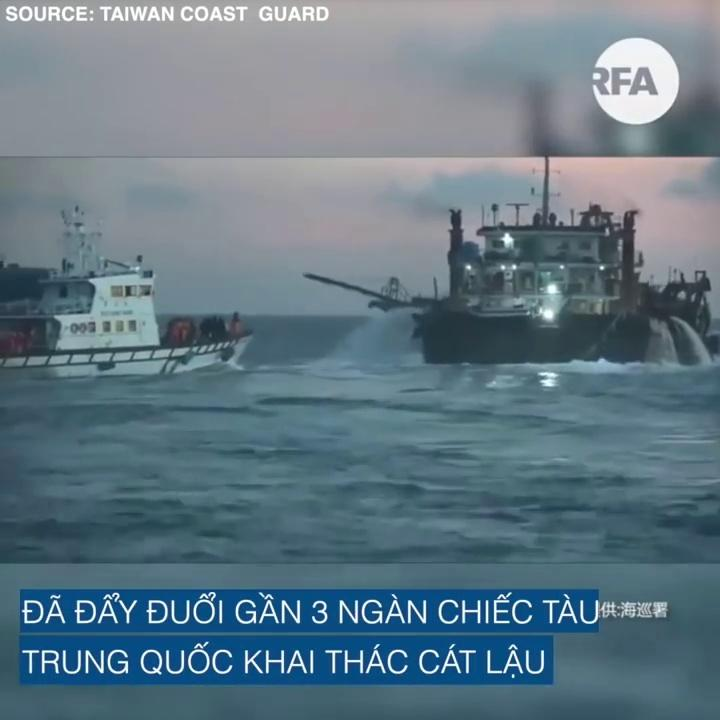 SOURCE: TAIWAN COAST GUARD
RFA
ĐÃ ĐẨY ĐUỔI GẦN 3 NGÀN CHIẾC TÀU
供:海巡署
TRUNG QUỐC KHAI THÁC CÁT LẬU